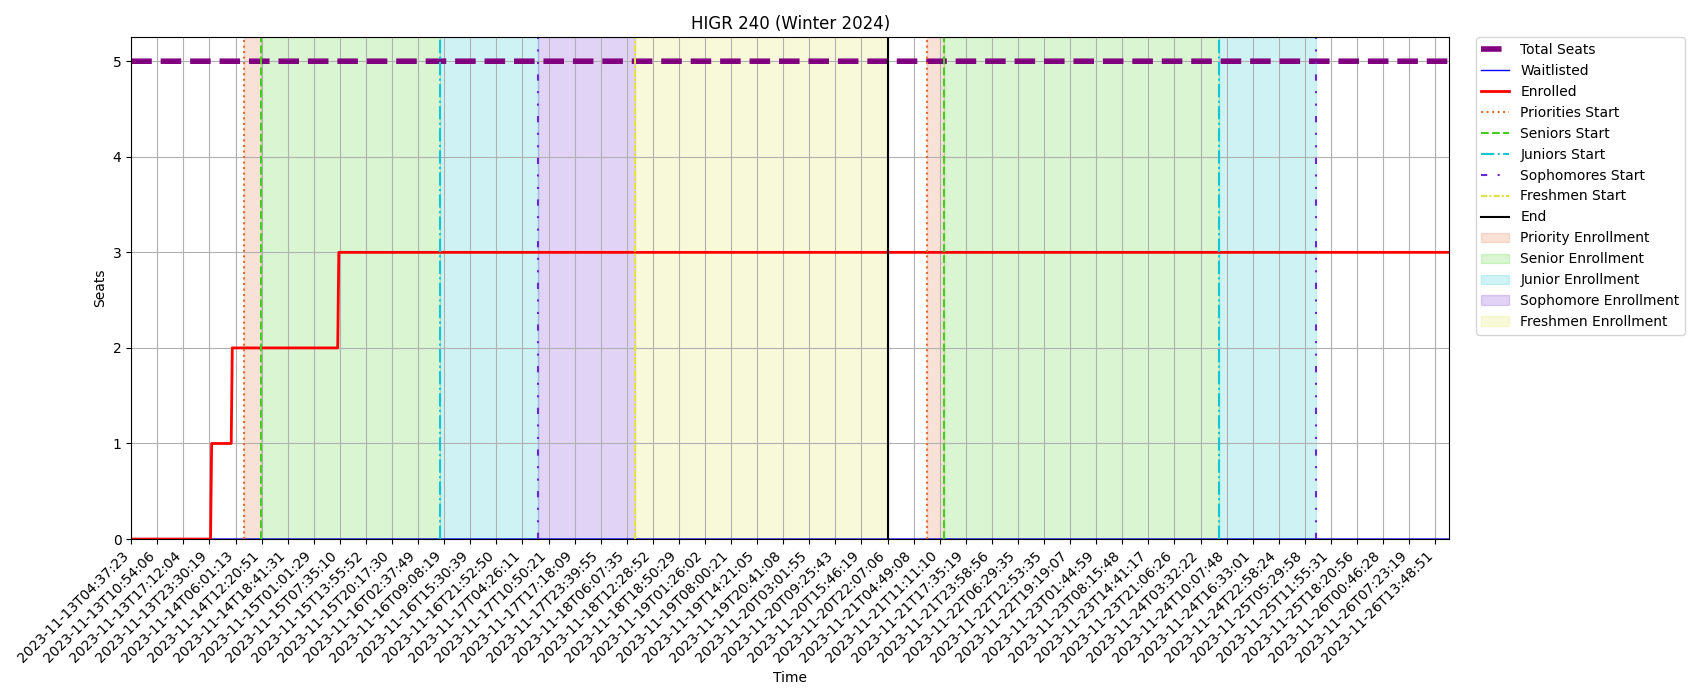 HIGR 240 (Winter 2024)
Seats
5
4
3
2
1
0
2023-11-13T04:37:23
2023-11-13T10:54:06
2023-11-13T17:12:04
2023-11-13T23:30:19
2023-11-14T06:01:13
2023-11-14T12:20:51
2023-11-14T18:41:31
2023-11-15T01:01:29
2023-11-15T07:35:10
2023-11-15T13:55:52
2023-11-15T20:17:30
2023-11-16T02:37:49
2023-11-16T09:08:19
2023-11-16T15:30:39
2023-11-16T21:52:50
2023-11-17T04:26:11
2023-11-17T10:50:21
2023-11-17T17:18:09
2023-11-17T23:39:55
2023-11-18T06:07:35
2023-11-18T12:28:52
2023-11-18T18:50:29
2023-11-19T01:26:02
2023-11-19T08:00:21
2023-11-19T14:21:05
2023-11-19T20:41:08
2023-11-20T03:01:55
2023-11-20T09:25:43
2023-11-20T15:46:19
2023-11-20T22:07:06
2023-11-21T04:49:08
2023-11-21T11:11:10
2023-11-21T17:35:19
2023-11-21T23:58:56
2023-11-22T06:29:35
2023-11-22T12:53:35
2023-11-22T19:19:07
2023-11-23T01:44:59
2023-11-23T08:15:48
2023-11-23T14:41:17
2023-11-23T21:06:26
2023-11-24T03:32:22
2023-11-24T10:07:48
2023-11-24T16:33:01
2023-11-24T22:58:24
2023-11-25T05:29:58
2023-11-25T11:55:31
2023-11-25T18:20:56
2023-11-26T00:46:28
2023-11-26T07:23:19
2023-11-26T13:48:51
Time
Total Seats
Waitlisted
Enrolled
Priorities Start
Seniors Start
Juniors Start
Sophomores Start
Freshmen Start
End
Priority Enrollment
Senior Enrollment
Junior Enrollment
Sophomore Enrollment
Freshmen Enrollment